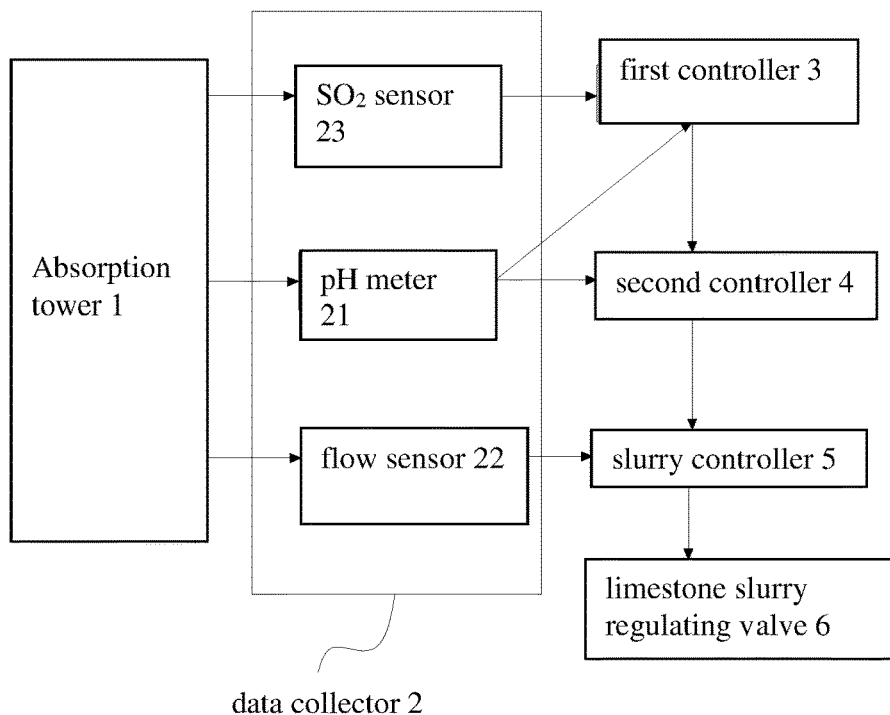 Absorption
tower 1
SO₂ sensor
23
pH meter
21
flow sensor 22
first controller 3
second controller 4
slurry controller 5
limestone slurry
regulating valve 6
data collector 2